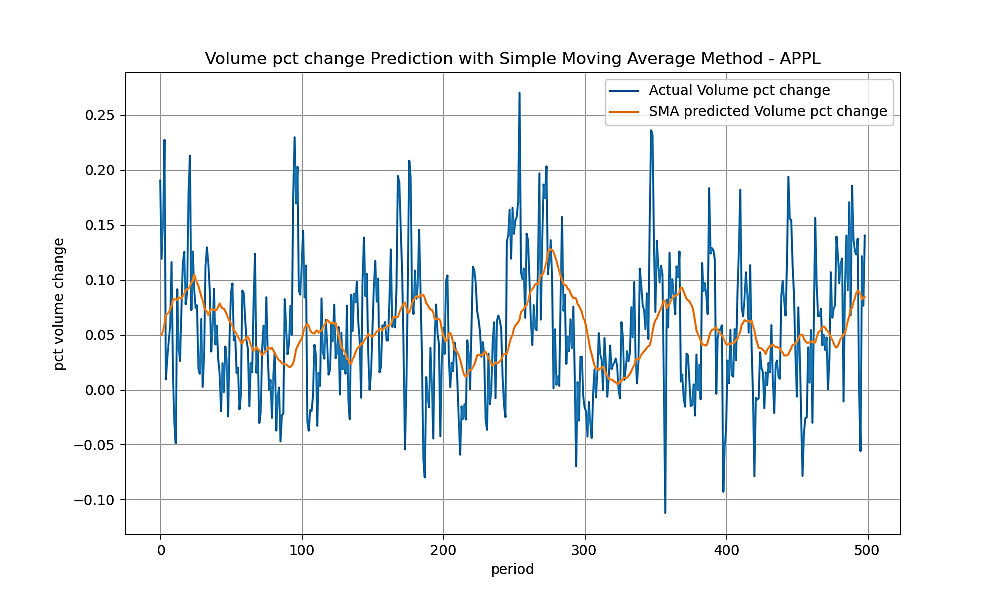 Volume pct change Prediction with Simple Moving Average Method - APPL
Actual Volume pct change
SMA predicted Volume pct change
pct volume change
0.25
0.20
0.15
0.10
0.05
0.00
−0.05
−0.10
0 100 200 300 400 500
period